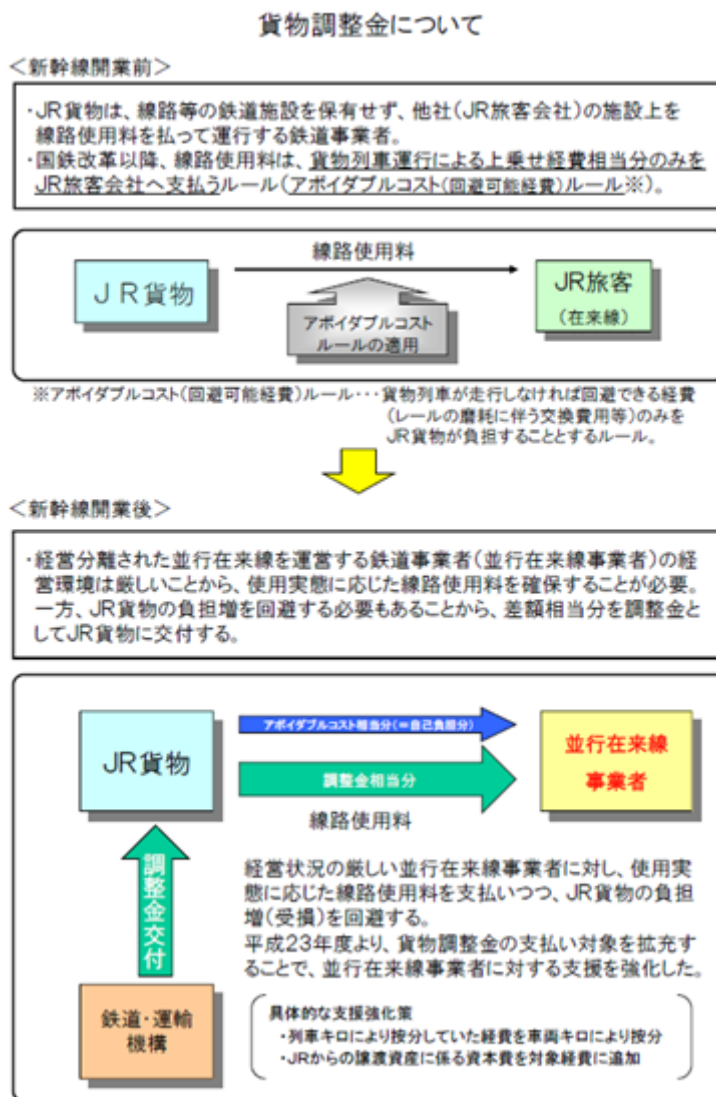 貨物調整金について
＜新幹線開業前＞
・JR貨物は、線路等の鉄道施設を保有せず、他社(JR旅客会社)の施設上を
線路使用料を払って運行する鉄道事業者。
・国鉄改革以降、線路使用料は、貨物列車運行による上乗せ経費相当分のみを
JR旅客会社へ支払うルール(アボイダブルコスト(回避可能経費)ルール※)。
線路使用料
JR貨物
JR旅客
(在来線)
アボイダブルコスト
ルールの適用
※アボイダブルコスト(回避可能経費)ルール・・・貨物列車が走行しなければ回避できる経費
(レールの磨耗に伴う交換費用等)のみを
JR貨物が負担することとするルール。
＜新幹線開業後＞
・経営分離された並行在来線を運営する鉄道事業者(並行在来線事業者)の経
営環境は厳しいことから、使用実態に応じた線路使用料を確保することが必要。
一方、JR貨物の負担増を回避する必要もあることから、差額相当分を調整金と
してJR貨物に交付する。
JR貨物
アボイダブルコスト相当分(＝自己負担分)
調整金相当分
線路使用料
並行在来線
事業者
調整金交付
鉄道・運輸
機構
経営状況の厳しい並行在来線事業者に対し、使用実
態に応じた線路使用料を支払いつつ、JR貨物の負担
増(受損)を回避する。
平成23年度より、貨物調整金の支払い対象を拡充す
ることで、並行在来線事業者に対する支援を強化した。
具体的な支援強化策
・列車キロにより按分していた経費を車両キロにより按分
・JRからの譲渡資産に係る資本費を対象経費に追加